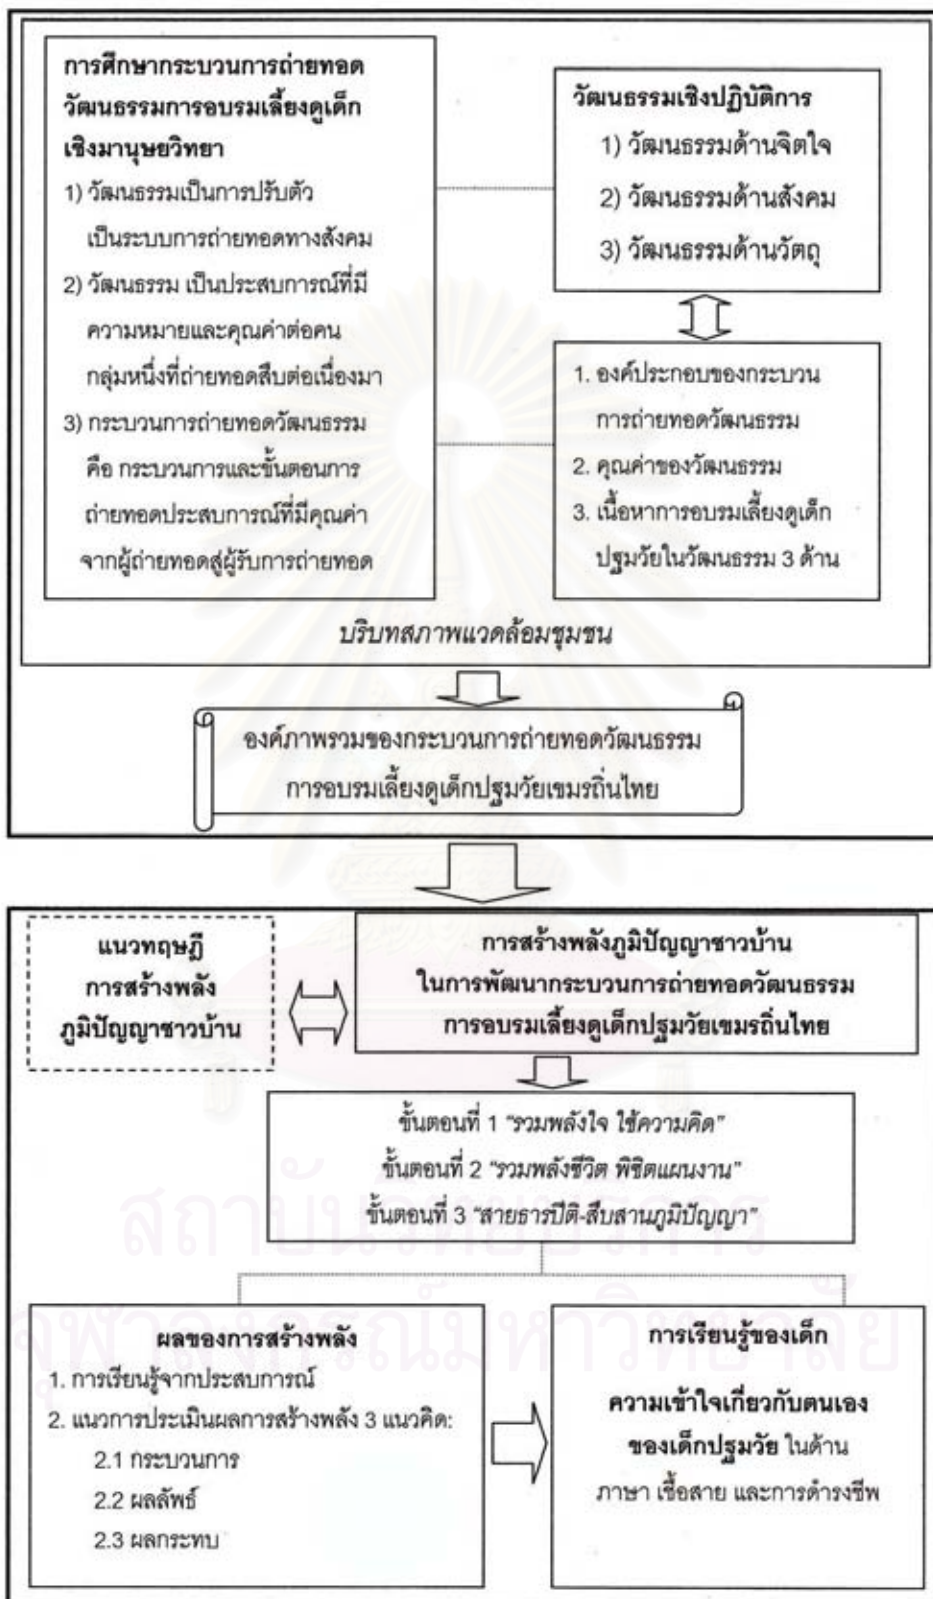 การศึกษากระบวนการถ่ายทอด
วัฒนธรรมการอบรมเลี้ยงดูเด็ก
เชิงมานุษยวิทยา
1) วัฒนธรรมเป็นการปรับตัว
เป็นระบบการถ่ายทอดทางสังคม
2) วัฒนธรรม เป็นประสบการณ์ที่มี
ความหมายและคุณค่าต่อคน
กลุ่มหนึ่งที่ถ่ายทอดสืบต่อเนื่องมา
3) กระบวนการถ่ายทอดวัฒนธรรม
คือ กระบวนการและขั้นตอนการ
ถ่ายทอดประสบการณ์ที่มีคุณค่า
จากผู้ถ่ายทอดสู่ผู้รับการถ่ายทอด
วัฒนธรรมเชิงปฏิบัติการ
1) วัฒนธรรมด้านจิตใจ
2) วัฒนธรรมด้านสังคม
3) วัฒนธรรมด้านวัตถุ
1. องค์ประกอบของกระบวน
การถ่ายทอดวัฒนธรรม
2. คุณค่าของวัฒนธรรม
3. เนื้อหาการอบรมเลี้ยงดูเด็ก
ปฐมวัยในวัฒนธรรม 3 ด้าน
บริบทสภาพแวดล้อมชุมชน
องค์ภาพรวมของกระบวนการถ่ายทอดวัฒนธรรม
การอบรมเลี้ยงดูเด็กปฐมวัยเขมรถิ่นไทย
แนวทฤษฎี
การสร้างพลัง
ภูมิปัญญาชาวบ้าน
การสร้างพลังภูมิปัญญาชาวบ้าน
ในการพัฒนากระบวนการถ่ายทอดวัฒนธรรม
การอบรมเลี้ยงดูเด็กปฐมวัยเขมรถิ่นไทย
ขั้นตอนที่ 1 "รวมพลังใจ ใช้ความคิด"
ขั้นตอนที่ 2 "รวมพลังชีวิต พิชิตแผนงาน"
ขั้นตอนที่ 3 "สายธารปีติ-สืบสานภูมิปัญญา"
สถาบันวิทยบริการ
จุฬาลงกรณ์มหาวิทยาลัย
ผลของการสร้างพลัง
1. การเรียนรู้จากประสบการณ์
2. แนวการประเมินผลการสร้างพลัง 3 แนวคิด:
2.1 กระบวนการ
2.2 ผลลัพธ์
2.3 ผลกระทบ
การเรียนรู้ของเด็ก
ความเข้าใจเกี่ยวกับตนเอง
ของเด็กปฐมวัย ในด้าน
ภาษา เชื้อสาย และการดำรงชีพ